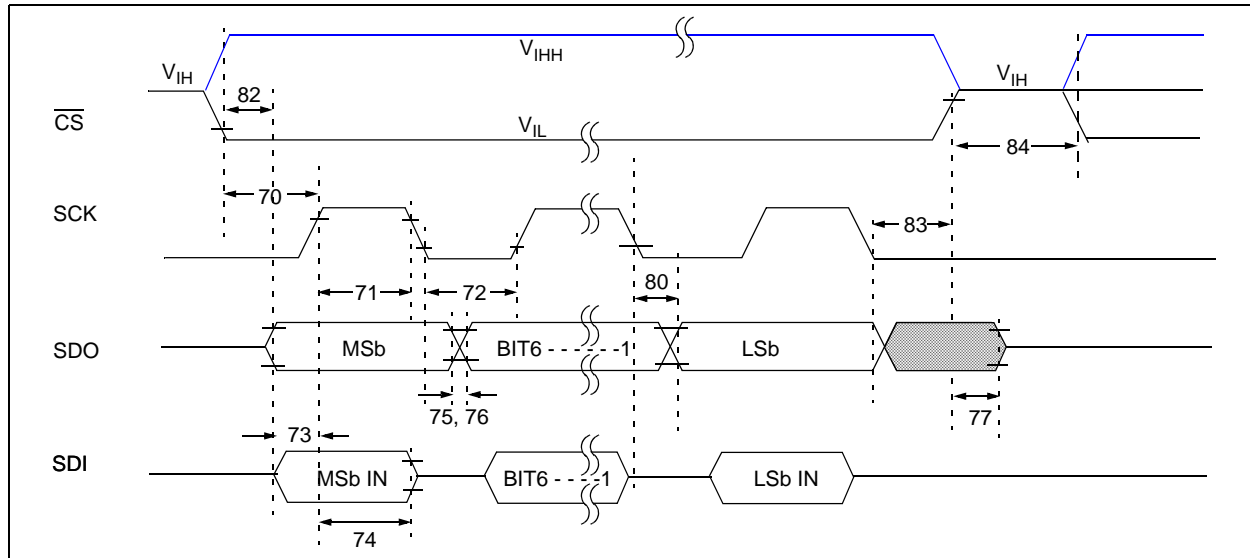 VIHH
VIH
VIH
82
CS
VIL
84
70
SCK
83
71
72
80
SDO
MSb
BIT6 - - - - - -1
LSb
75, 76
77
73
SDI
MSb IN
BIT6 - - - - -1
LSb IN
74